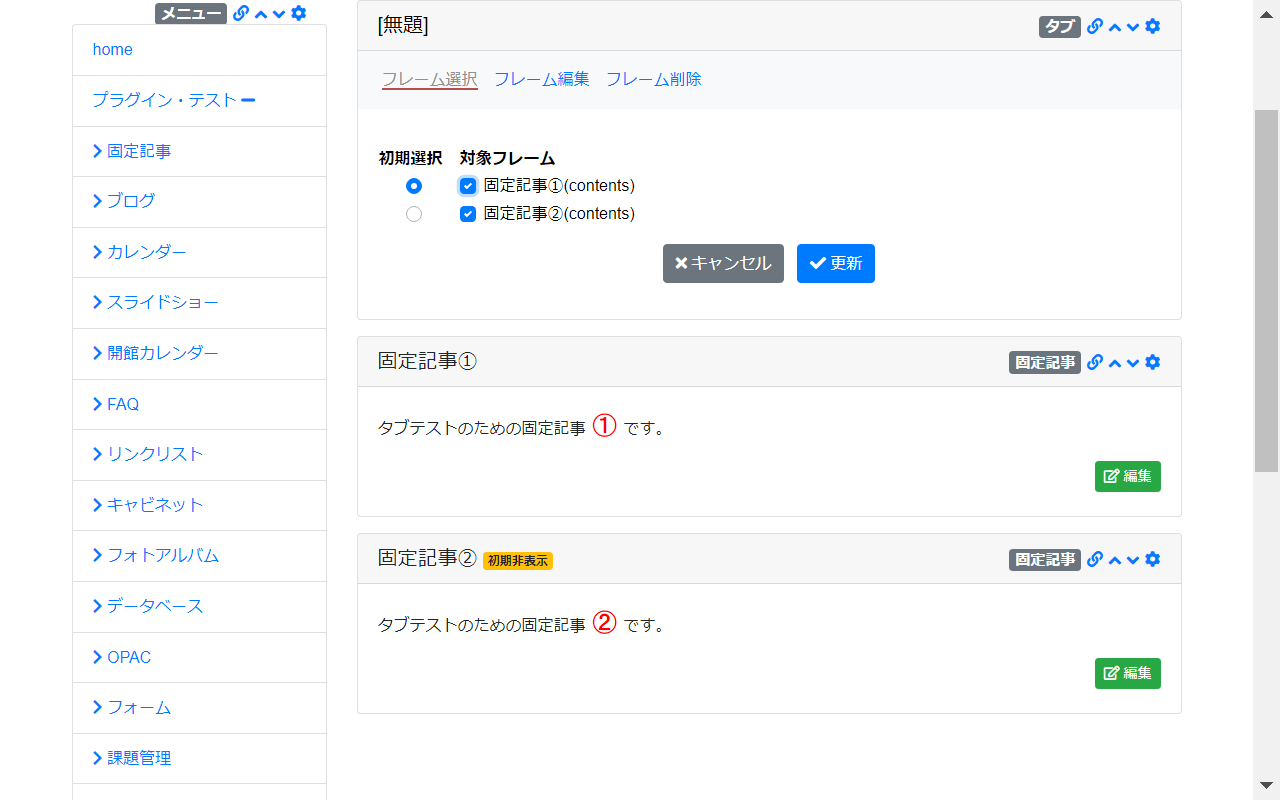 メニュー
home
プラグイン・テスト
固定記事
ブログ
カレンダー
スライドショー
開館カレンダー
FAQ
リンクリスト
キャビネット
フォトアルバム
データベース
OPAC
フォーム
課題管理
[無題] タブ
フレーム選択 フレーム編集 フレーム削除
初期選択 対象フレーム
固定記事①(contents)
固定記事②(contents)
キャンセル 更新
固定記事① 固定記事
タブテストのための固定記事 ① です。
編集
固定記事② 初期非表示 固定記事
タブテストのための固定記事 ② です。
編集